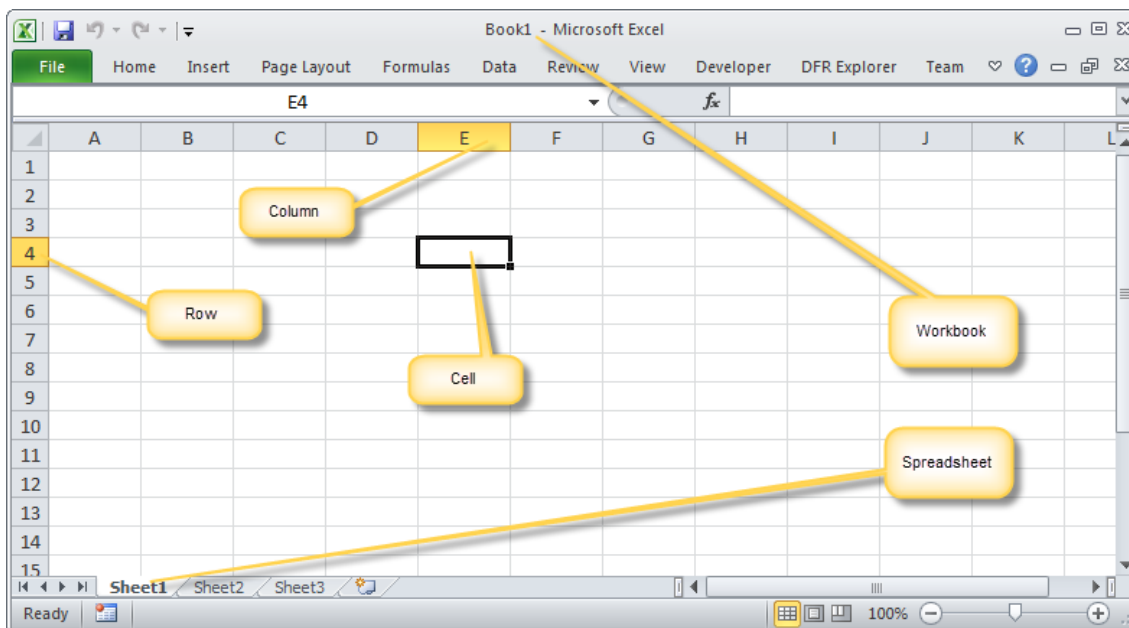 Book1 - Microsoft Excel
File Home Insert Page Layout Formulas Data Review View Developer DFR Explorer Team
E4 fx
A B C D E F G H I J K L
1
2
Column
3
4
5
6 Row
Workbook
7
8
Cell
9
10
11
Spreadsheet
12
13
14
15
Sheet1 Sheet2 Sheet3
Ready 100%